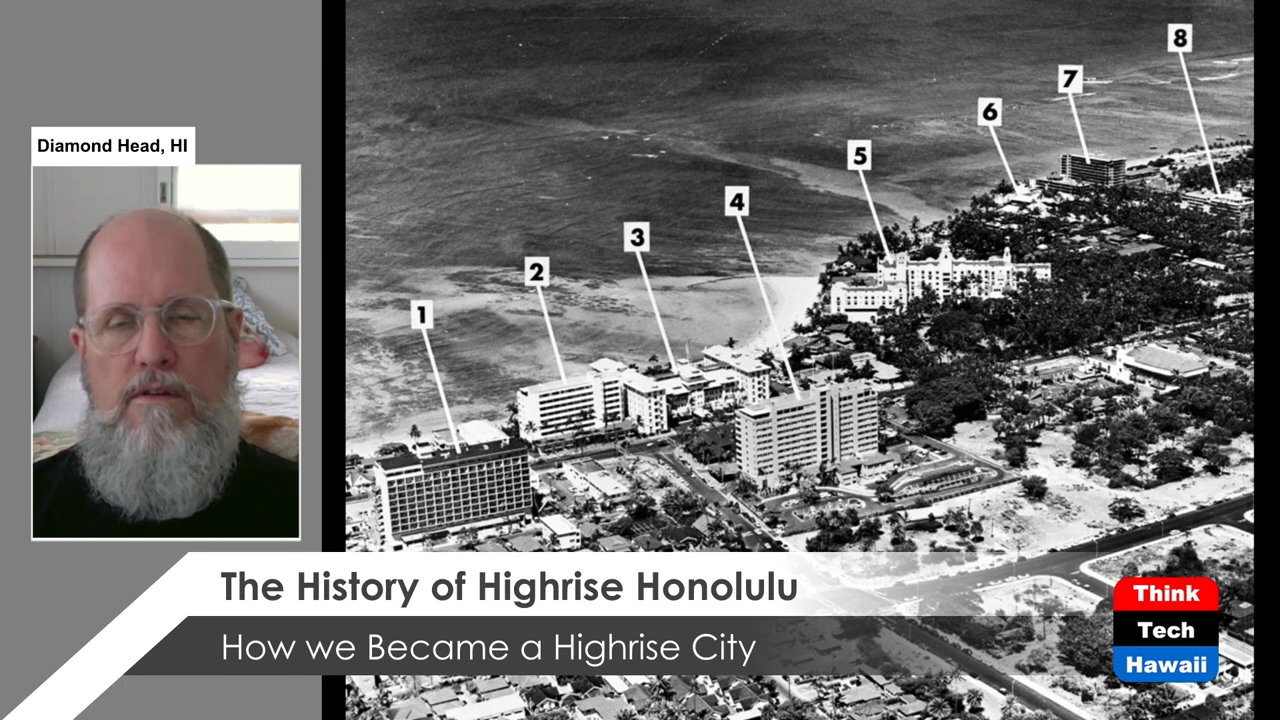 Diamond Head, HI
8
7
6
5
4
3
2
1
The History of Highrise Honolulu
How we Became a Highrise City
Think
Tech
Hawaii